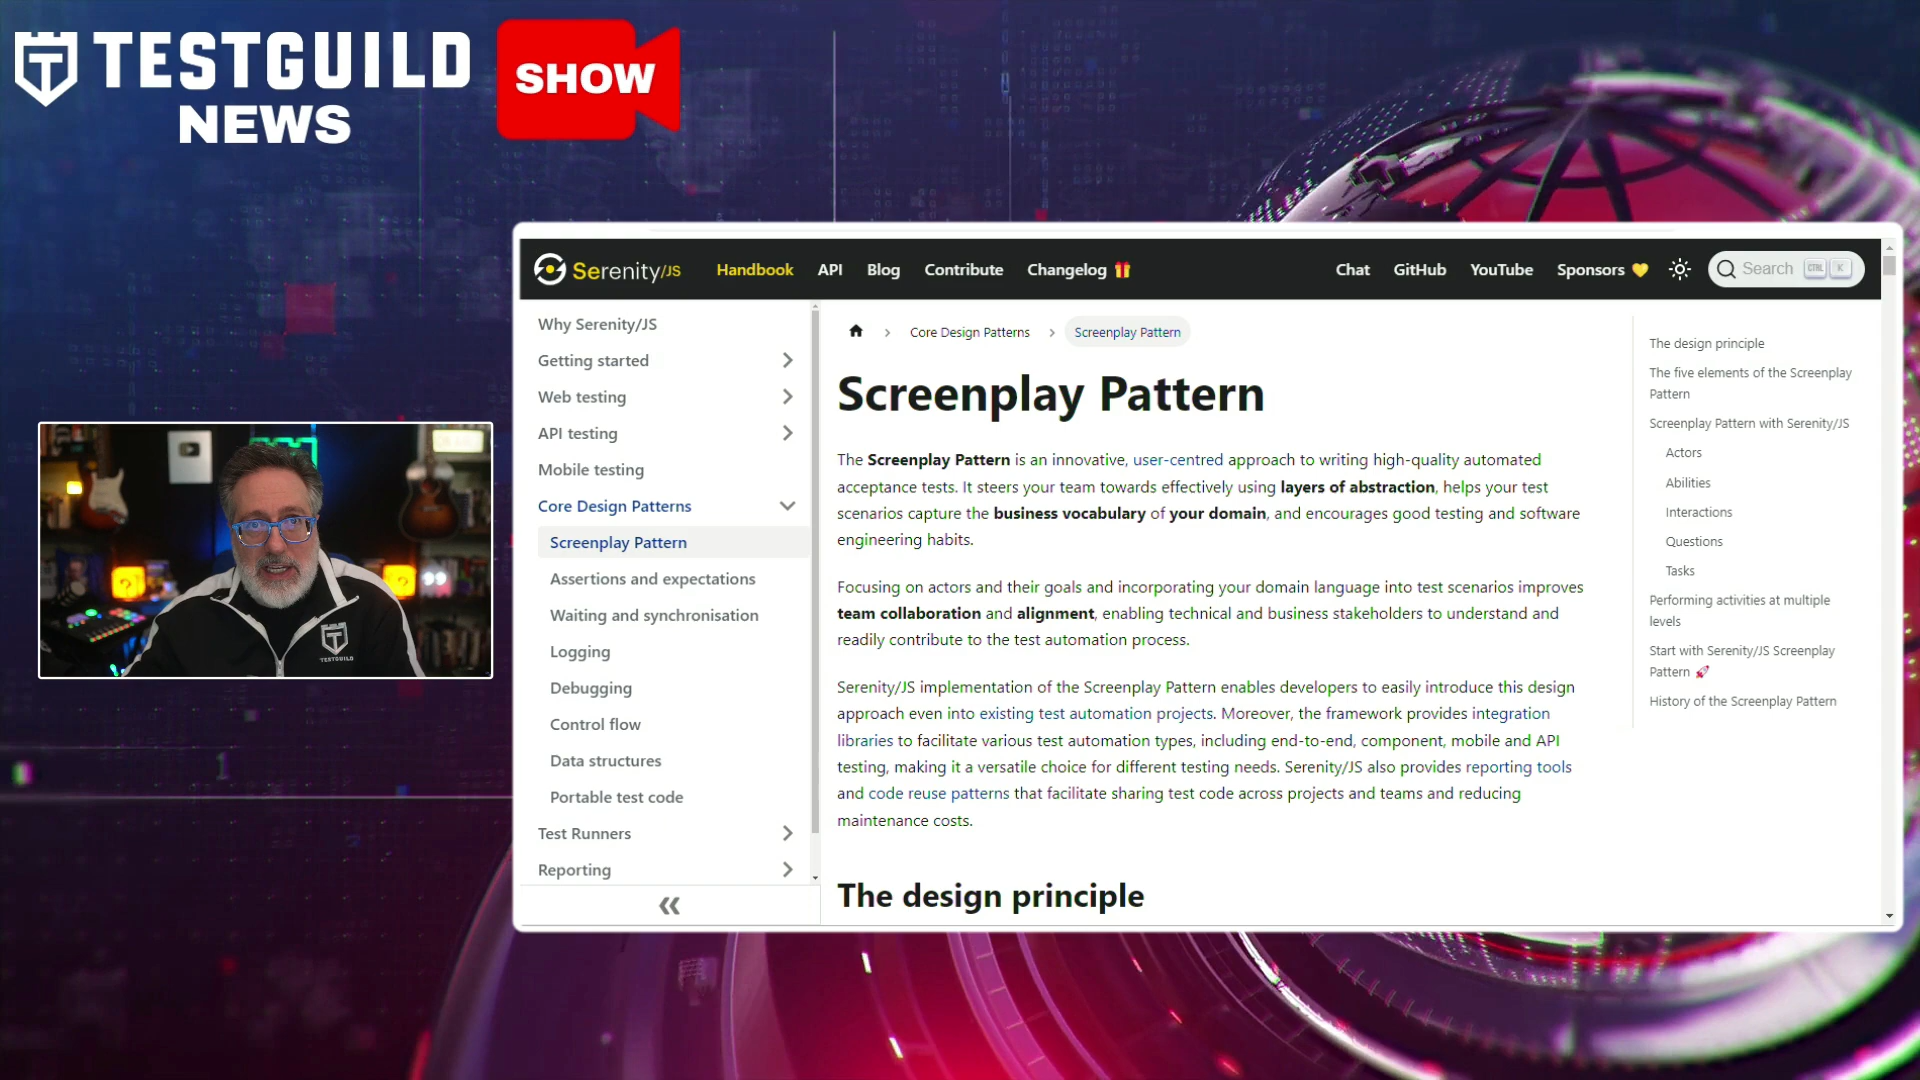 TESTGUILD
NEWS
SHOW
Serenity/JS
Handbook
API
Blog
Contribute
Changelog 🎁
Chat
GitHub
YouTube
Sponsors 💛
Search
CTRL
K
Why Serenity/JS
Getting started
Web testing
API testing
Mobile testing
Core Design Patterns
Screenplay Pattern
Assertions and expectations
Waiting and synchronisation
Logging
Debugging
Control flow
Data structures
Portable test code
Test Runners
Reporting
Core Design Patterns
Screenplay Pattern
Screenplay Pattern
The Screenplay Pattern is an innovative, user-centred approach to writing high-quality automated
acceptance tests. It steers your team towards effectively using layers of abstraction, helps your test
scenarios capture the business vocabulary of your domain, and encourages good testing and software
engineering habits.
Focusing on actors and their goals and incorporating your domain language into test scenarios improves
team collaboration and alignment, enabling technical and business stakeholders to understand and
readily contribute to the test automation process.
Serenity/JS implementation of the Screenplay Pattern enables developers to easily introduce this design
approach even into existing test automation projects. Moreover, the framework provides integration
libraries to facilitate various test automation types, including end-to-end, component, mobile and API
testing, making it a versatile choice for different testing needs. Serenity/JS also provides reporting tools
and code reuse patterns that facilitate sharing test code across projects and teams and reducing
maintenance costs.
The design principle
The design principle
The five elements of the Screenplay
Pattern
Screenplay Pattern with Serenity/JS
Actors
Abilities
Interactions
Questions
Tasks
Performing activities at multiple
levels
Start with Serenity/JS Screenplay
Pattern 🚀
History of the Screenplay Pattern
TESTGUILD